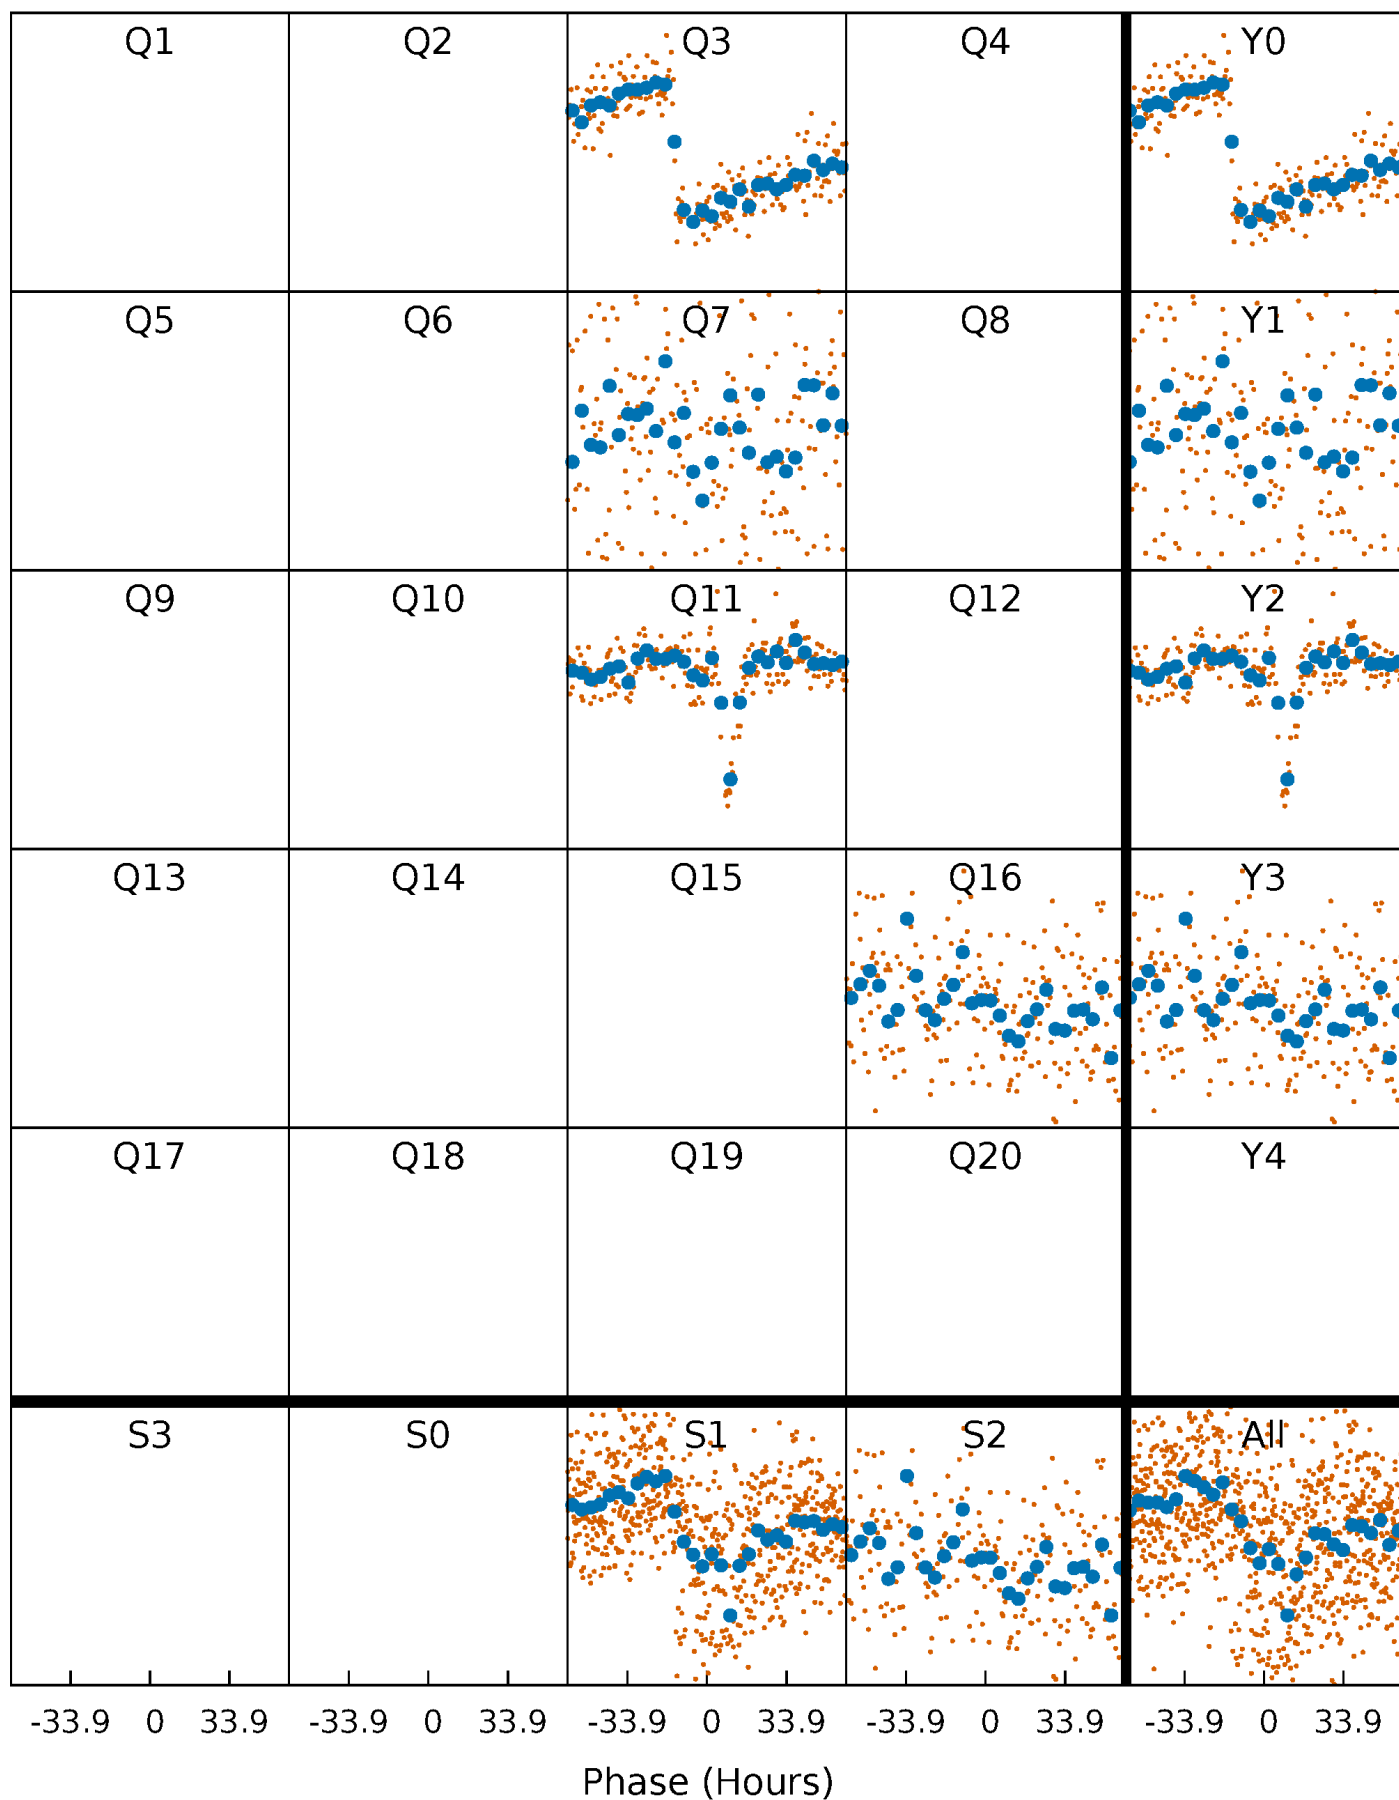 Q1 Q2 Q3 Q4 Y0
Q5 Q6 Q7 Q8 Y1
Q9 Q10 Q11 Q12 Y2
Q13 Q14 Q15 Q16 Y3
Q17 Q18 Q19 Q20 Y4
S3 S0 S1 S2 All
-33.9 0 33.9 -33.9 0 33.9 -33.9 0 33.9 -33.9 0 33.9 -33.9 0 33.9
Phase (Hours)